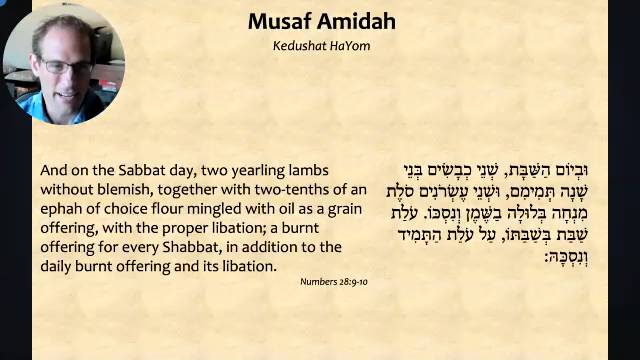 Musaf Amidah
Kedushat HaYom
And on the Sabbat day, two yearling lambs
without blemish, together with two-tenths of an
ephah of choice flour mingled with oil as a grain
offering, with the proper libation; a burnt
offering for every Shabbat, in addition to the
daily burnt offering and its libation.
Numbers 28:9-10
וּבְיוֹם הַשַּׁבָּת, שְׁנֵי כְבָשִׂים בְּנֵי
שָׁנָה תְּמִימִם, וּשְׁנֵי עֶשְׂרֹנִים סֹלֶת
מִנְחָה בְּלוּלָה בַשֶּׁמֶן וְנִסְכּוֹ. עֹלַת
שַׁבַּת בְּשַׁבַּתּוֹ, עַל עֹלַת הַתָּמִיד
וְנִסְכָּהּ: